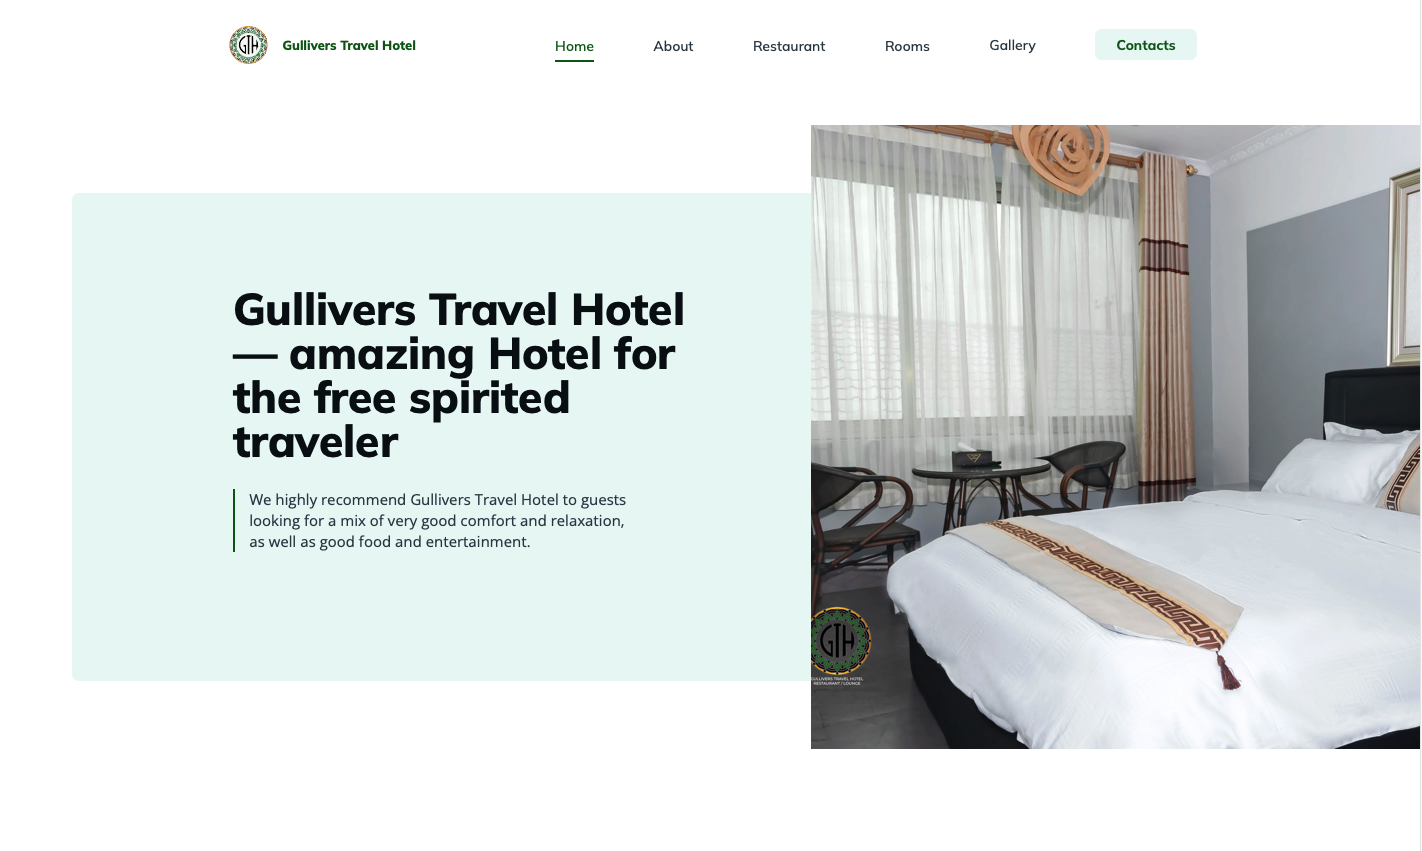 GTH
Gullivers Travel Hotel
Home
About
Restaurant
Rooms
Gallery
Contacts
Gullivers Travel Hotel
— amazing Hotel for
the free spirited
traveler
We highly recommend Gullivers Travel Hotel to guests
looking for a mix of very good comfort and relaxation,
as well as good food and entertainment.
GTH
GULLIVERS TRAVEL HOTEL
RESTAURANT / LOUNGE